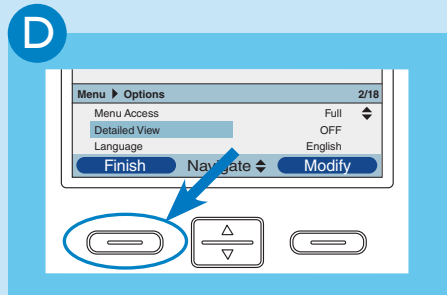 D
Menu Options 2/18
Menu Access Full
Detailed View OFF
Language English
Finish Navigate Modify